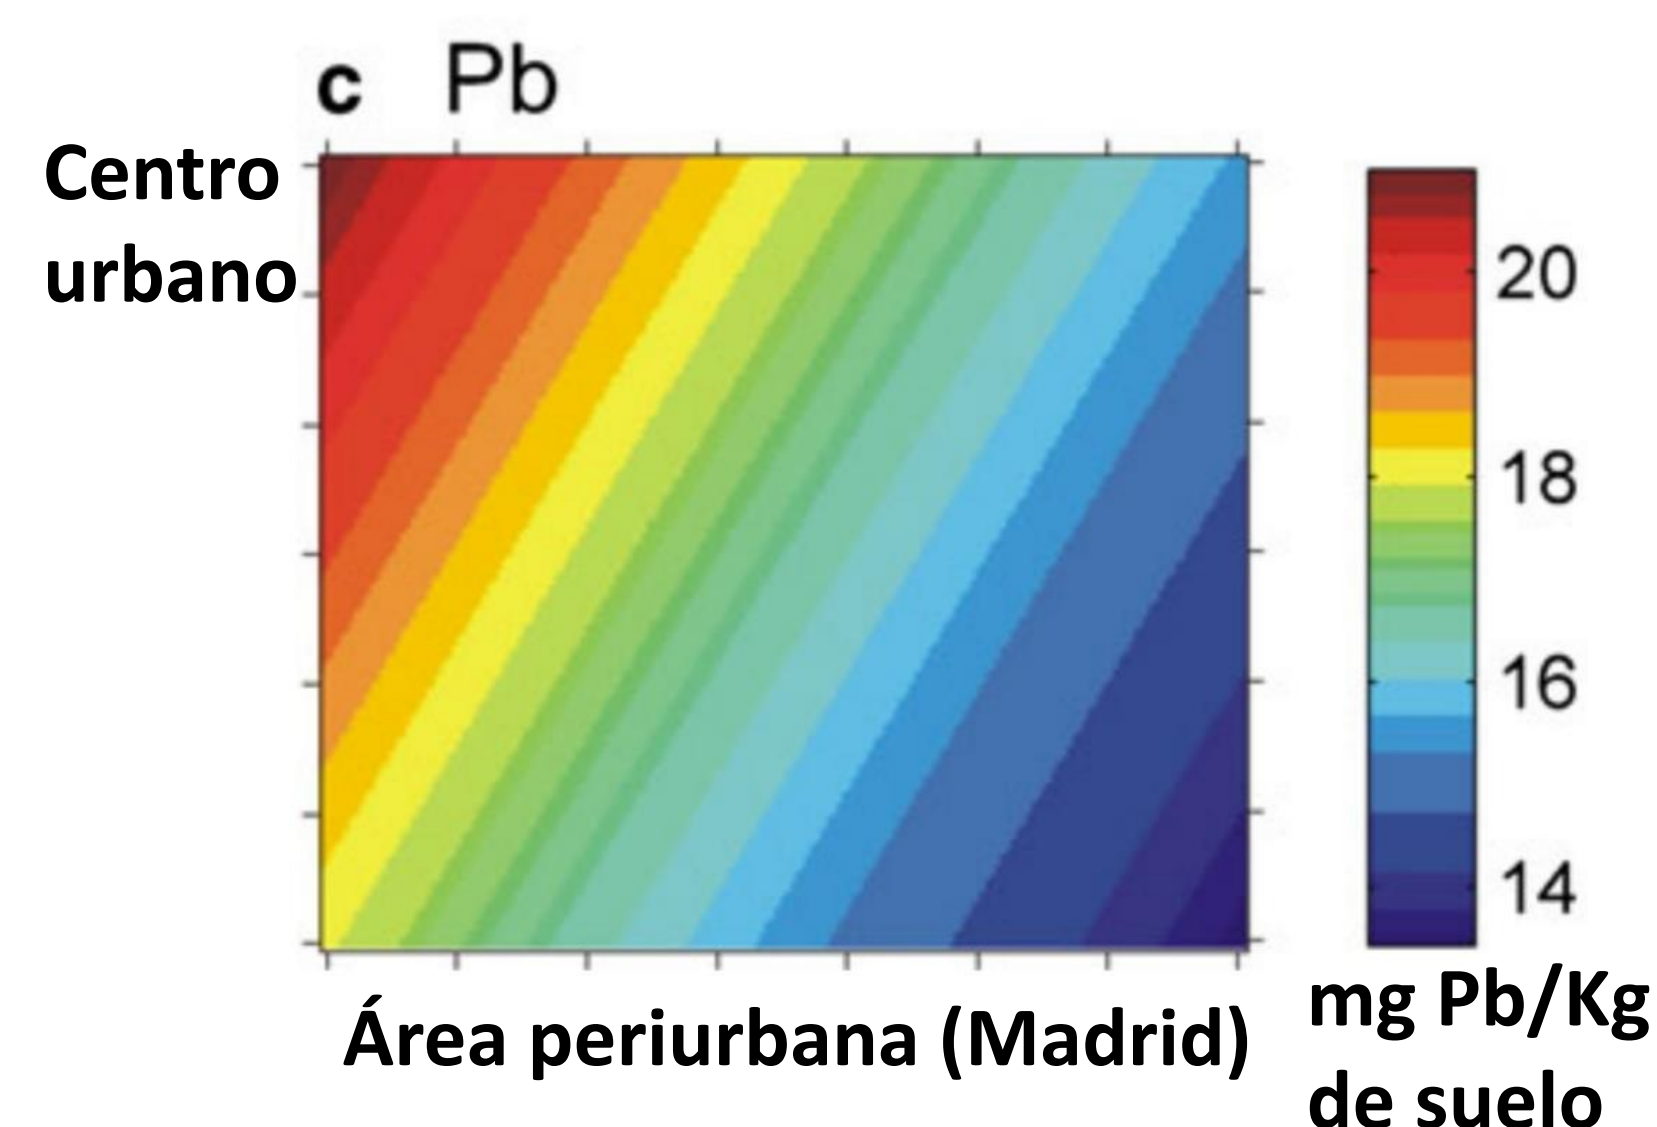 c Pb
Centro
urbano
20
18
16
14
Área periurbana (Madrid)
mg Pb/Kg
de suelo